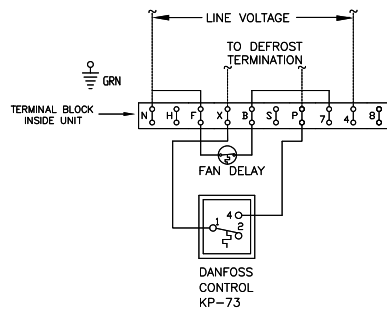 LINE VOLTAGE
TO DEFROST
TERMINATION
GRN
TERMINAL BLOCK
INSIDE UNIT
N H F X B S P 7 4 8
FAN DELAY
4
1
2
DANFOSS
CONTROL
KP-73